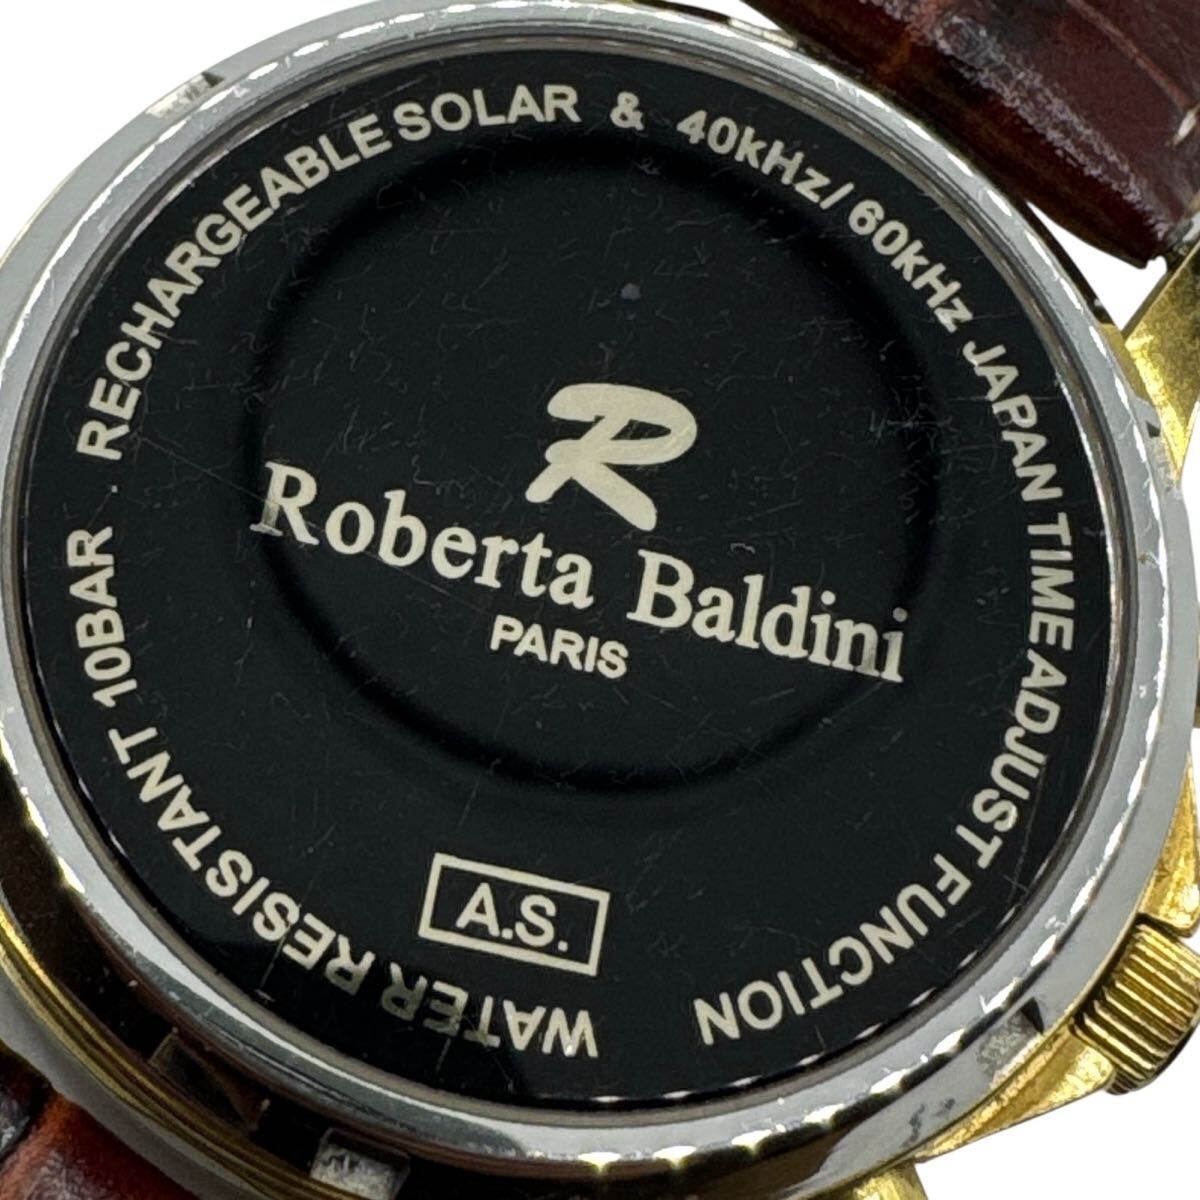 RECHARGEABLE SOLAR & 40kHz/60kHz JAPAN TIME ADJUST FUNCTION
WATER RESISTANT 10BAR .
R
Roberta Baldini
PARIS
A.S.